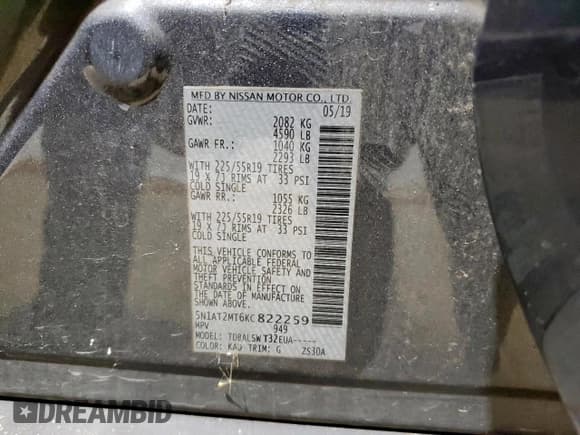 MFD BY NISSAN MOTOR CO., LTD.
DATE: 05/19
GVWR: 2082 KG
4590 LB
GAWR FR.: 1040 KG
2293 LB
WITH 225/55R19 TIRES
19 X 7J RIMS AT 33 PSI
COLD SINGLE
GAWR RR.: 1055 KG
2326 LB
WITH 225/55R19 TIRES
19 X 7J RIMS AT 33 PSI
COLD SINGLE
THIS VEHICLE CONFORMS TO
ALL APPLICABLE FEDERAL
MOTOR VEHICLE SAFETY AND
THEFT PREVENTION
STANDARDS IN EFFECT ON
THE DATE OF MANUFACTURE
SHOWN ABOVE.
5N1AT2MT6KC822259
MPV 949
MODEL: TDBALSWT32EUA-----
COLOR: KAD TRIM: G 2S30A
DREAMBID